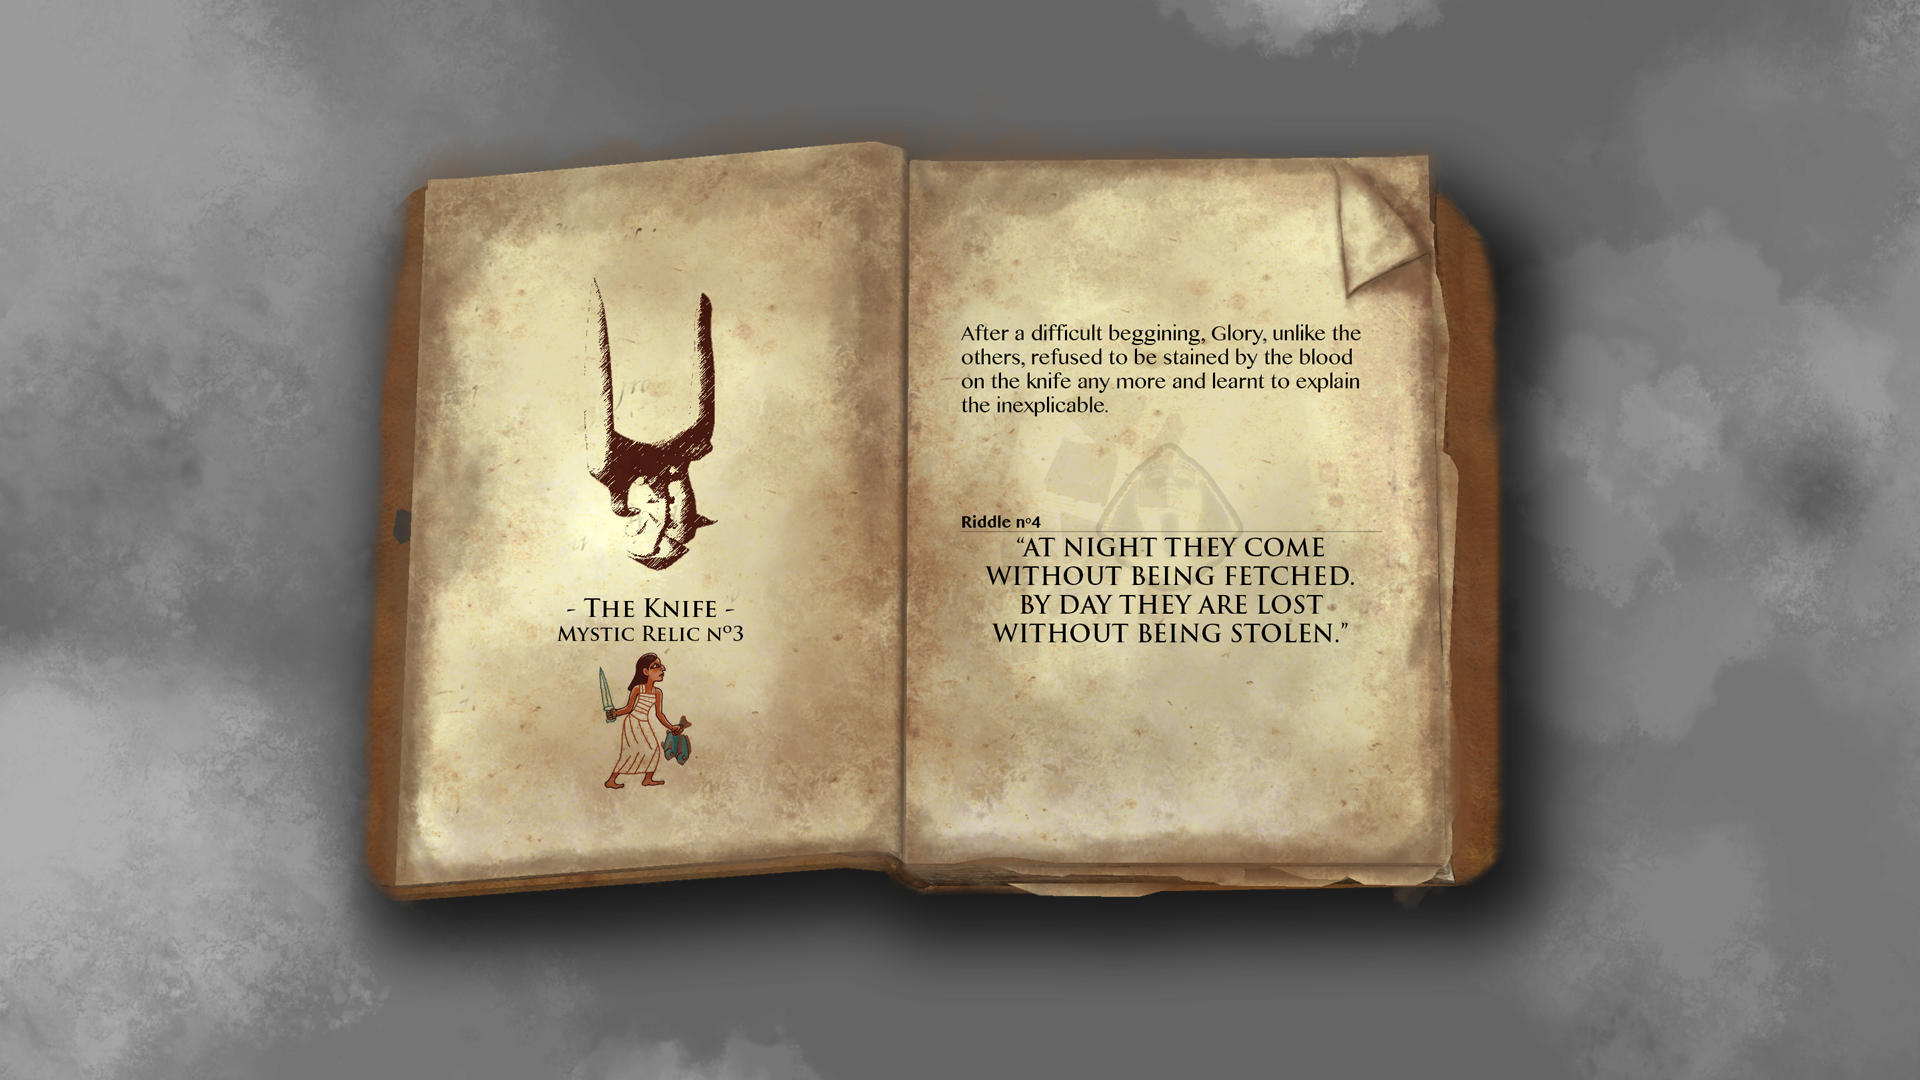 - The Knife -
Mystic Relic nº3
After a difficult beggining, Glory, unlike the
others, refused to be stained by the blood
on the knife any more and learnt to explain
the inexplicable.
Riddle nº4
“AT NIGHT THEY COME
WITHOUT BEING FETCHED.
BY DAY THEY ARE LOST
WITHOUT BEING STOLEN.”